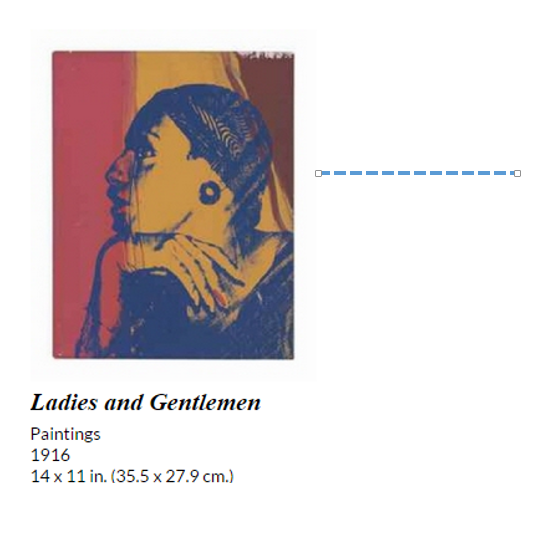 Ladies and Gentlemen
Paintings
1916
14 x 11 in. (35.5 x 27.9 cm.)